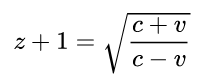 z + 1 = √((c + v)/(c − v))